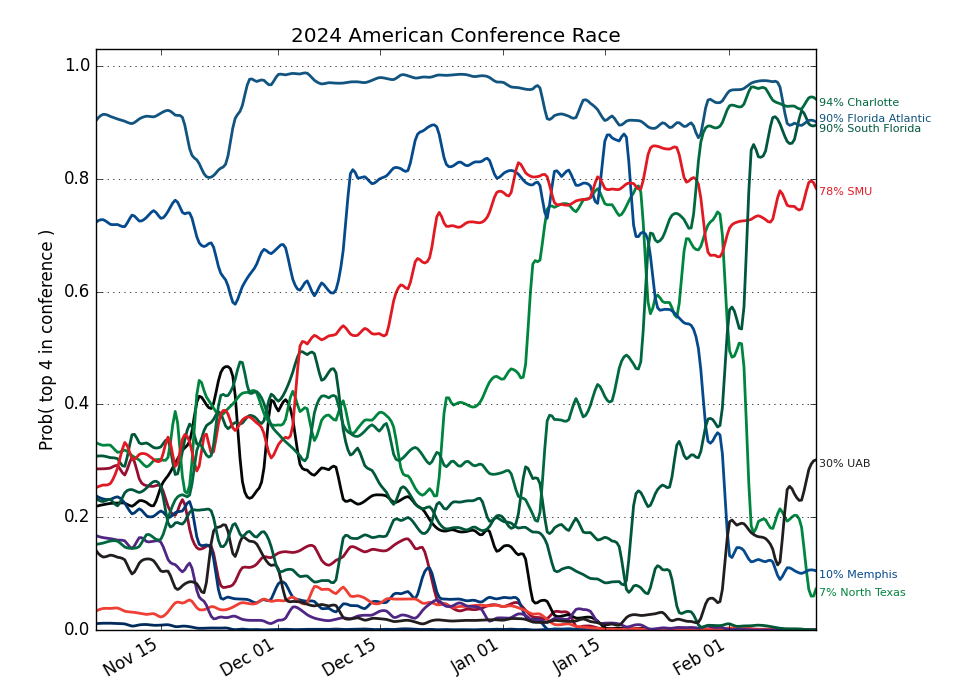 2024 American Conference Race
1.0
0.8
0.6
0.4
0.2
0.0
Prob( top 4 in conference )
Nov 15
Dec 01
Dec 15
Jan 01
Jan 15
Feb 01
94% Charlotte
90% Florida Atlantic
90% South Florida
78% SMU
30% UAB
10% Memphis
7% North Texas